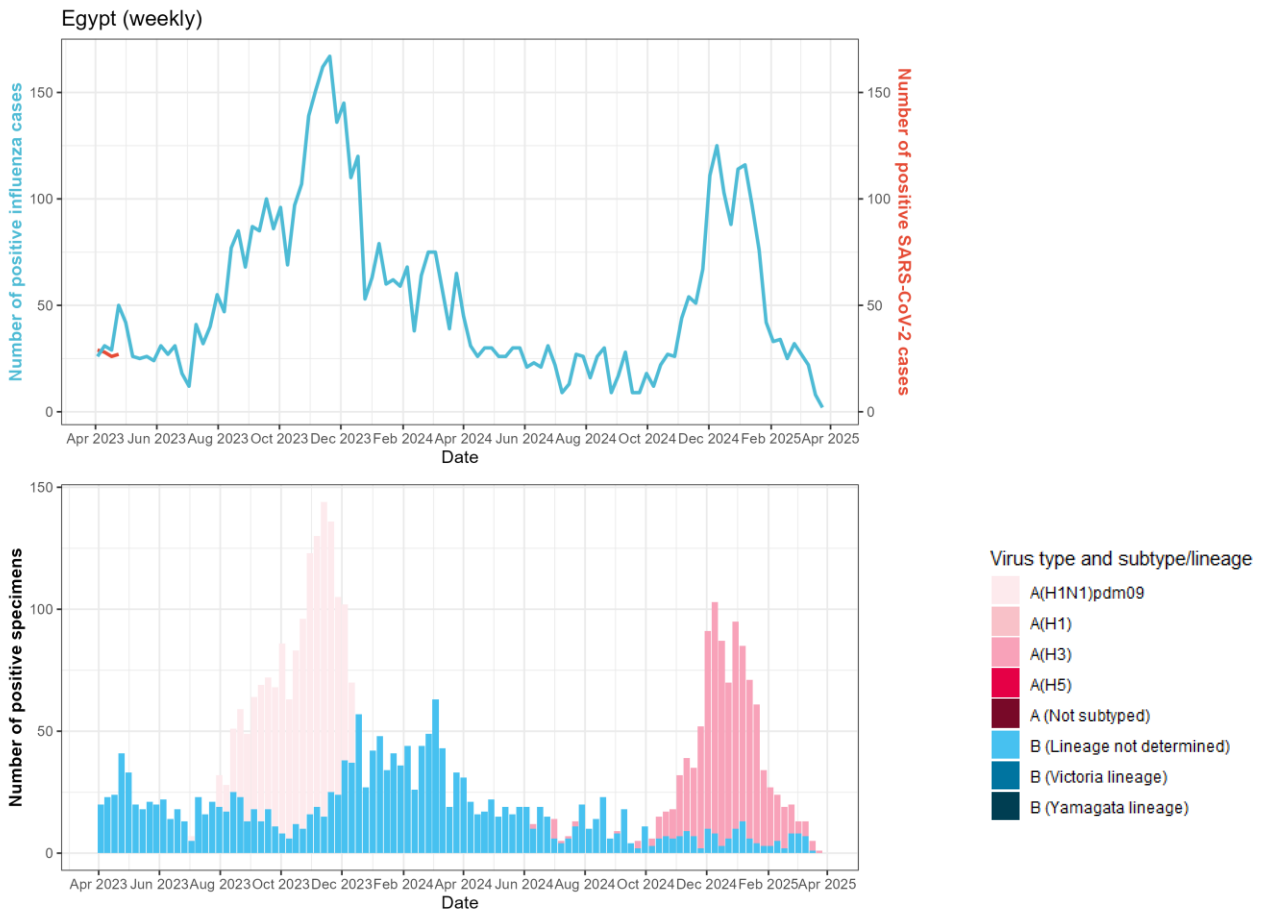 Egypt (weekly)
Number of positive influenza cases
Number of positive SARS-CoV-2 cases
150
100
50
0
150
100
50
0
Apr 2023 Jun 2023 Aug 2023 Oct 2023 Dec 2023 Feb 2024 Apr 2024 Jun 2024 Aug 2024 Oct 2024 Dec 2024 Feb 2025 Apr 2025
Date
Number of positive specimens
150
100
50
0
Apr 2023 Jun 2023 Aug 2023 Oct 2023 Dec 2023 Feb 2024 Apr 2024 Jun 2024 Aug 2024 Oct 2024 Dec 2024 Feb 2025 Apr 2025
Date
Virus type and subtype/lineage
A(H1N1)pdm09
A(H1)
A(H3)
A(H5)
A (Not subtyped)
B (Lineage not determined)
B (Victoria lineage)
B (Yamagata lineage)